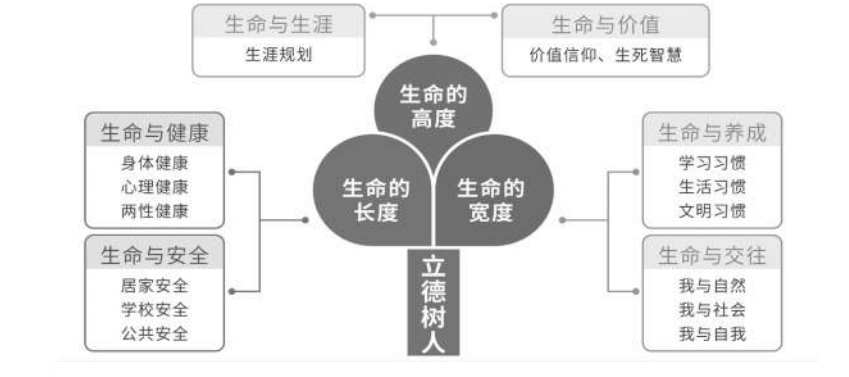 生命与生涯
生涯规划
生命与价值
价值信仰、生死智慧
生命的
高度
生命与健康
身体健康
心理健康
两性健康
生命的
长度
生命的
宽度
生命与养成
学习习惯
生活习惯
文明习惯
生命与安全
居家安全
学校安全
公共安全
立德树人
生命与交往
我与自然
我与社会
我与自我